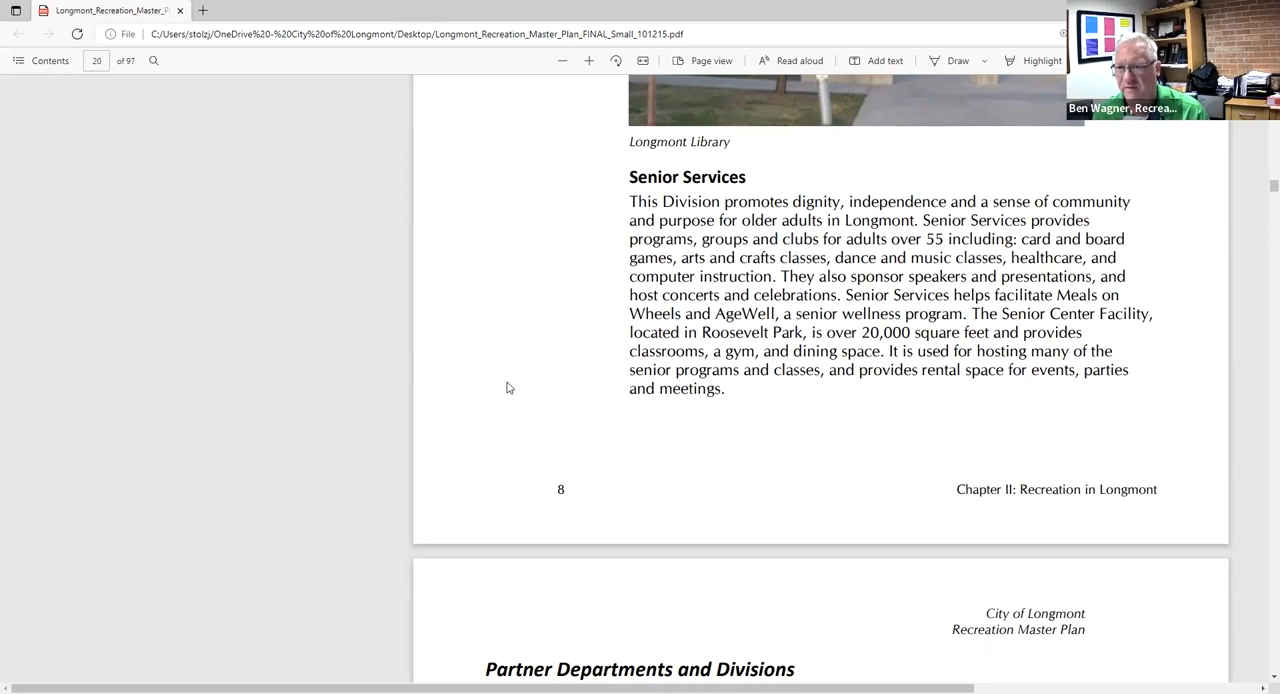 Longmont_Recreation_Master_P
File
C:/Users/stolzj/OneDrive%20-%20City%20of%20Longmont/Desktop/Longmont_Recreation_Master_Plan_FINAL_Small_101215.pdf
Contents
20 of 97
Page view
Read aloud
Add text
Draw
Highlight
Ben Wagner, Recrea...
Longmont Library
Senior Services
This Division promotes dignity, independence and a sense of community
and purpose for older adults in Longmont. Senior Services provides
programs, groups and clubs for adults over 55 including: card and board
games, arts and crafts classes, dance and music classes, healthcare, and
computer instruction. They also sponsor speakers and presentations, and
host concerts and celebrations. Senior Services helps facilitate Meals on
Wheels and AgeWell, a senior wellness program. The Senior Center Facility,
located in Roosevelt Park, is over 20,000 square feet and provides
classrooms, a gym, and dining space. It is used for hosting many of the
senior programs and classes, and provides rental space for events, parties
and meetings.
8
Chapter II: Recreation in Longmont
City of Longmont
Recreation Master Plan
Partner Departments and Divisions